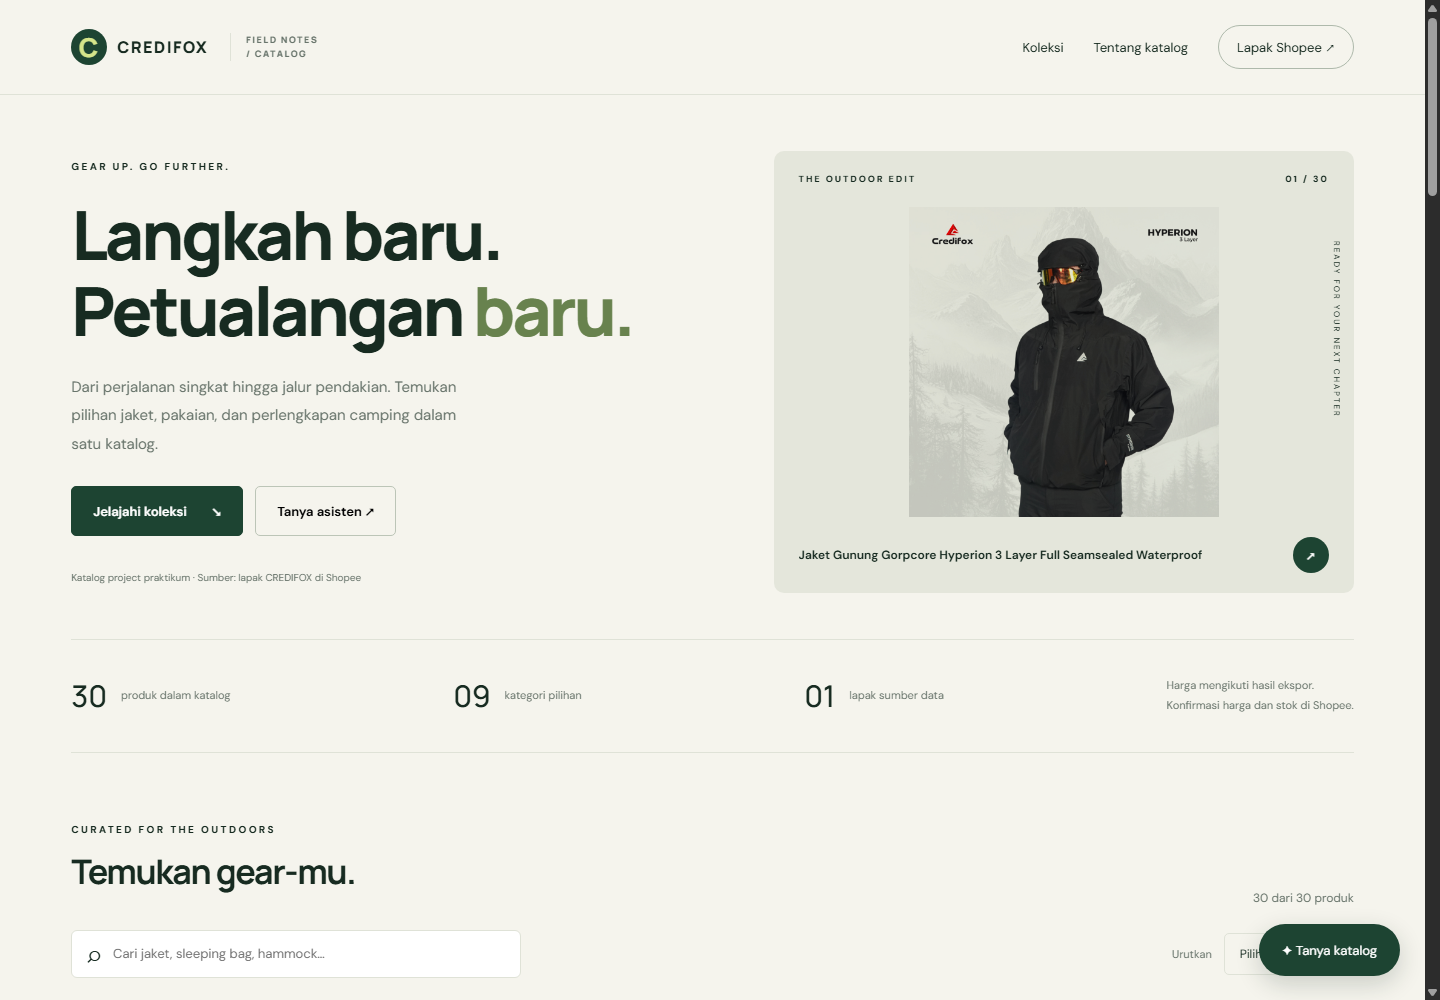 C CREDIFOX
FIELD NOTES
/ CATALOG
Koleksi
Tentang katalog
Lapak Shopee ↗
GEAR UP. GO FURTHER.
Langkah baru.
Petualangan baru.
Dari perjalanan singkat hingga jalur pendakian. Temukan
pilihan jaket, pakaian, dan perlengkapan camping dalam
satu katalog.
Jelajahi koleksi ↘
Tanya asisten ↗
Katalog project praktikum · Sumber: lapak CREDIFOX di Shopee
THE OUTDOOR EDIT
01 / 30
Credifox
HYPERION
3 Layer
READY FOR YOUR NEXT CHAPTER
Jaket Gunung Gorpcore Hyperion 3 Layer Full Seamsealed Waterproof
↗
30 produk dalam katalog
09 kategori pilihan
01 lapak sumber data
Harga mengikuti hasil ekspor.
Konfirmasi harga dan stok di Shopee.
CURATED FOR THE OUTDOORS
Temukan gear-mu.
30 dari 30 produk
Cari jaket, sleeping bag, hammock...
Urutkan
✦ Tanya katalog